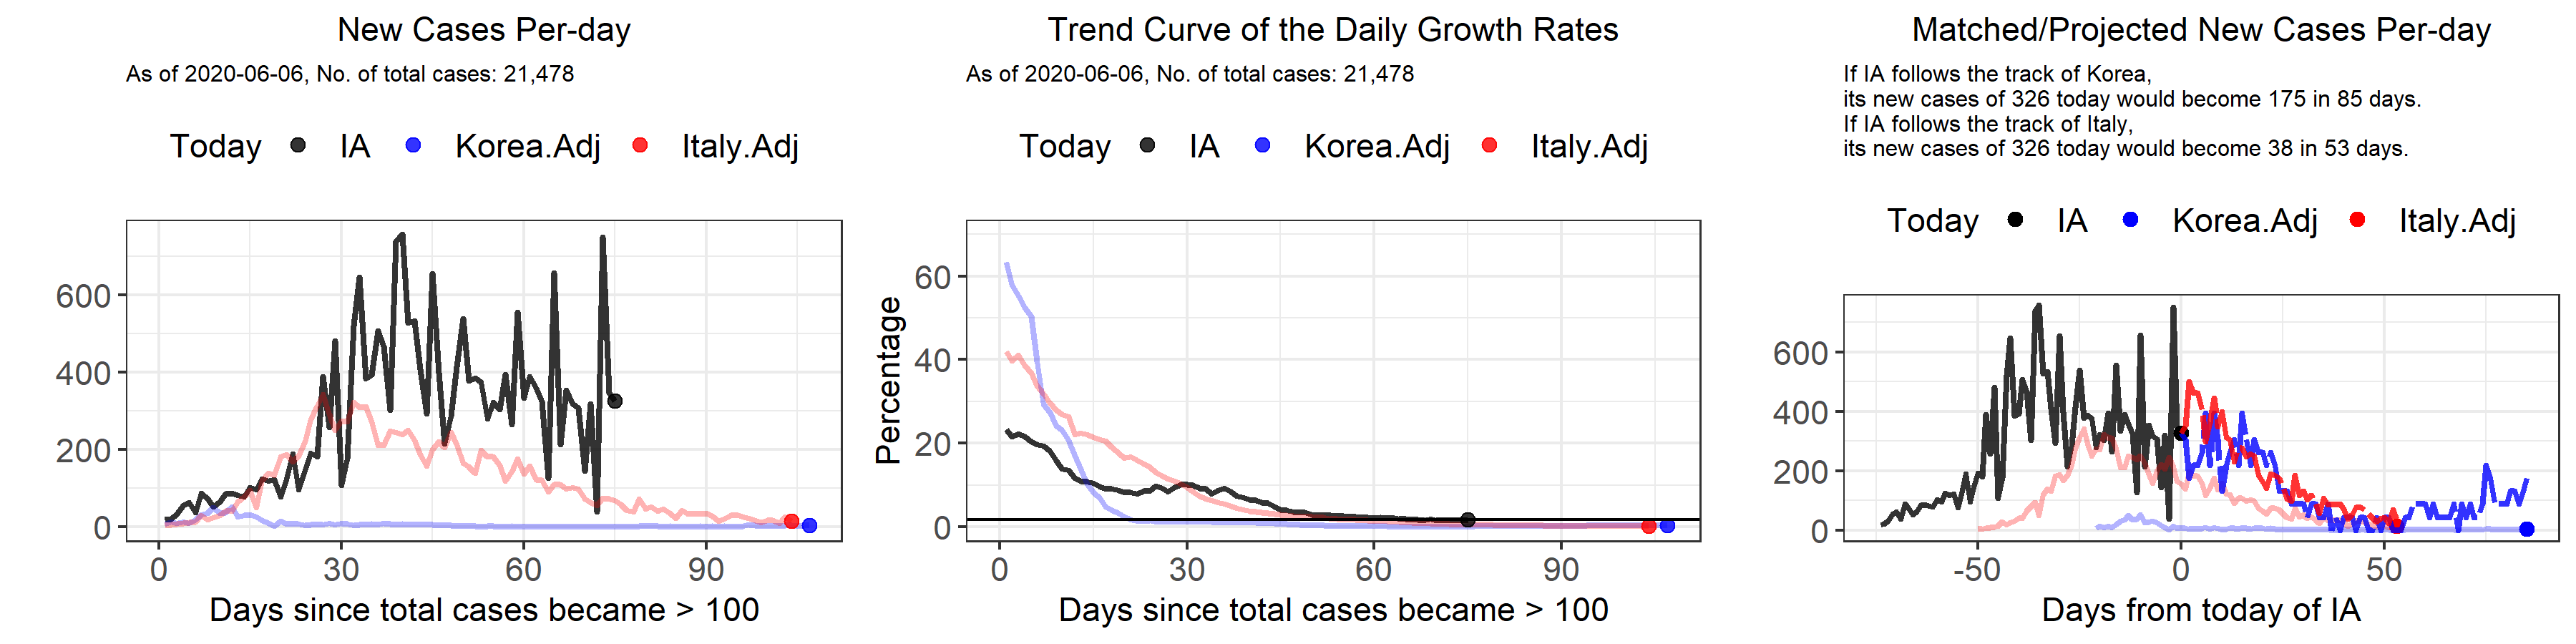 New Cases Per-day
As of 2020-06-06, No. of total cases: 21,478
Today IA Korea.Adj Italy.Adj
600
400
200
0
0 30 60 90
Days since total cases became > 100
Trend Curve of the Daily Growth Rates
As of 2020-06-06, No. of total cases: 21,478
Today IA Korea.Adj Italy.Adj
Percentage
60
40
20
0
0 30 60 90
Days since total cases became > 100
Matched/Projected New Cases Per-day
If IA follows the track of Korea,
its new cases of 326 today would become 175 in 85 days.
If IA follows the track of Italy,
its new cases of 326 today would become 38 in 53 days.
Today IA Korea.Adj Italy.Adj
600
400
200
0
-50 0 50
Days from today of IA